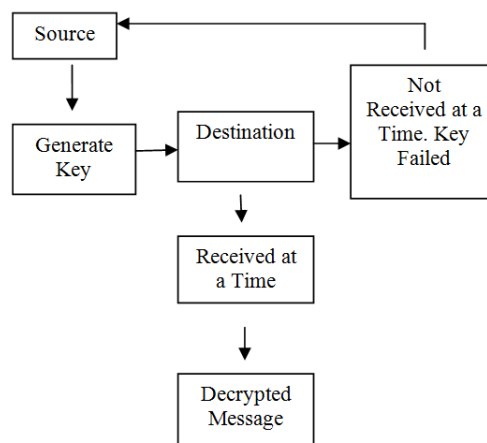 Source
Generate
Key
Destination
Not
Received at a
Time. Key
Failed
Received at
a Time
Decrypted
Message